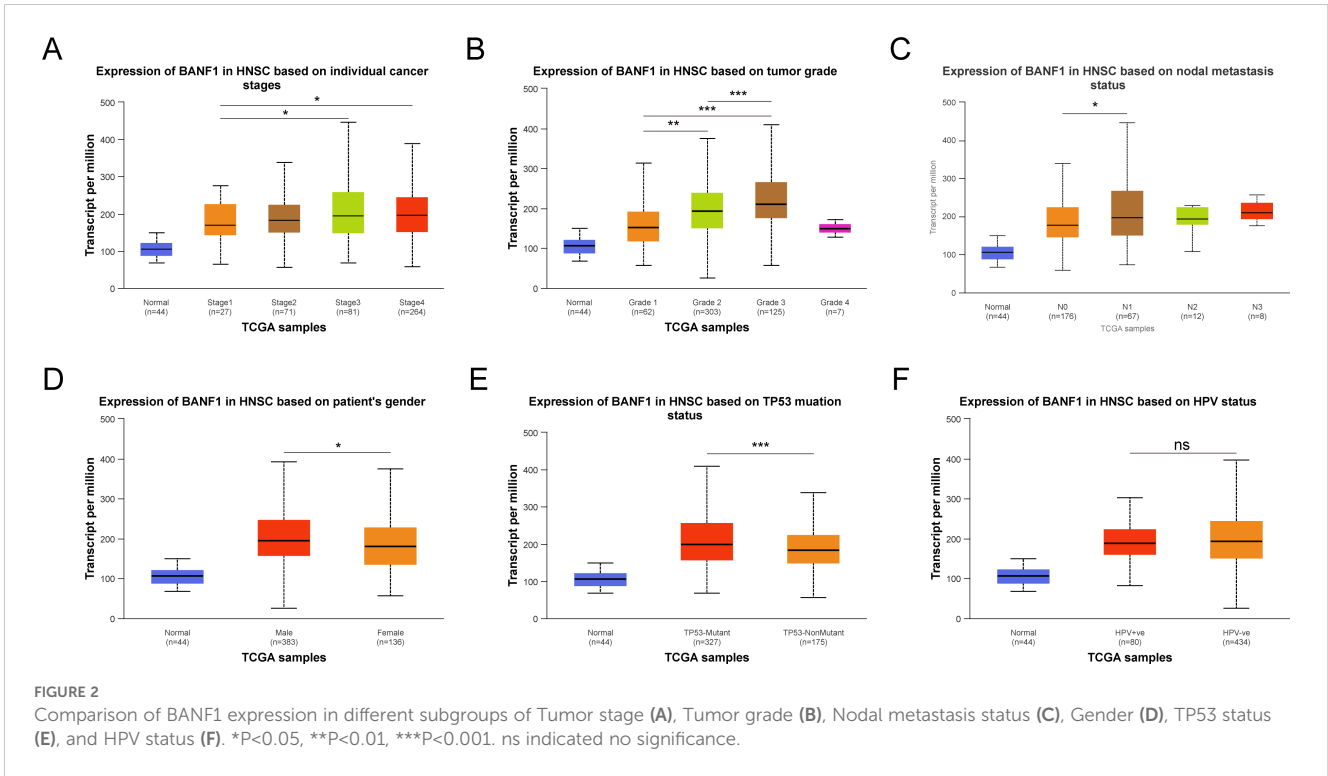 A
Expression of BANF1 in HNSC based on individual cancer
stages
Transcript per million
500
400
300
200
100
0
*
*
Normal
(n=44)
Stage1
(n=27)
Stage2
(n=71)
Stage3
(n=81)
Stage4
(n=264)
TCGA samples
B
Expression of BANF1 in HNSC based on tumor grade
Transcript per million
500
400
300
200
100
0
***
***
**
Normal
(n=44)
Grade 1
(n=62)
Grade 2
(n=303)
Grade 3
(n=125)
Grade 4
(n=7)
TCGA samples
C
Expression of BANF1 in HNSC based on nodal metastasis
status
Transcript per million
500
400
300
200
100
0
*
Normal
(n=44)
N0
(n=176)
N1
(n=67)
N2
(n=12)
N3
(n=8)
TCGA samples
D
Expression of BANF1 in HNSC based on patient's gender
Transcript per million
500
400
300
200
100
0
*
Normal
(n=44)
Male
(n=383)
Female
(n=136)
TCGA samples
E
Expression of BANF1 in HNSC based on TP53 muation
status
Transcript per million
500
400
300
200
100
0
***
Normal
(n=44)
TP53-Mutant
(n=327)
TP53-NonMutant
(n=175)
TCGA samples
F
Expression of BANF1 in HNSC based on HPV status
Transcript per million
500
400
300
200
100
0
ns
Normal
(n=44)
HPV+ve
(n=80)
HPV-ve
(n=434)
TCGA samples
FIGURE 2
Comparison of BANF1 expression in different subgroups of Tumor stage (A), Tumor grade (B), Nodal metastasis status (C), Gender (D), TP53 status
(E), and HPV status (F). *P<0.05, **P<0.01, ***P<0.001. ns indicated no significance.